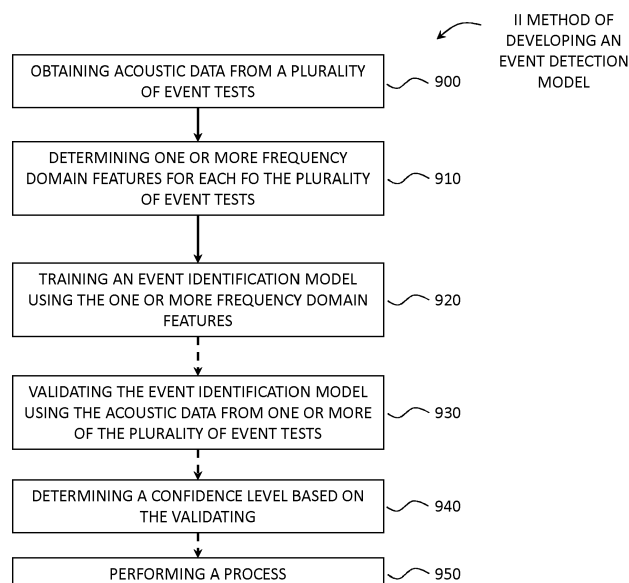 II METHOD OF
DEVELOPING AN
EVENT DETECTION
MODEL
OBTAINING ACOUSTIC DATA FROM A PLURALITY
OF EVENT TESTS
900
DETERMINING ONE OR MORE FREQUENCY
DOMAIN FEATURES FOR EACH FO THE PLURALITY
OF EVENT TESTS
910
TRAINING AN EVENT IDENTIFICATION MODEL
USING THE ONE OR MORE FREQUENCY DOMAIN
FEATURES
920
VALIDATING THE EVENT IDENTIFICATION MODEL
USING THE ACOUSTIC DATA FROM ONE OR MORE
OF THE PLURALITY OF EVENT TESTS
930
DETERMINING A CONFIDENCE LEVEL BASED ON
THE VALIDATING
940
PERFORMING A PROCESS
950